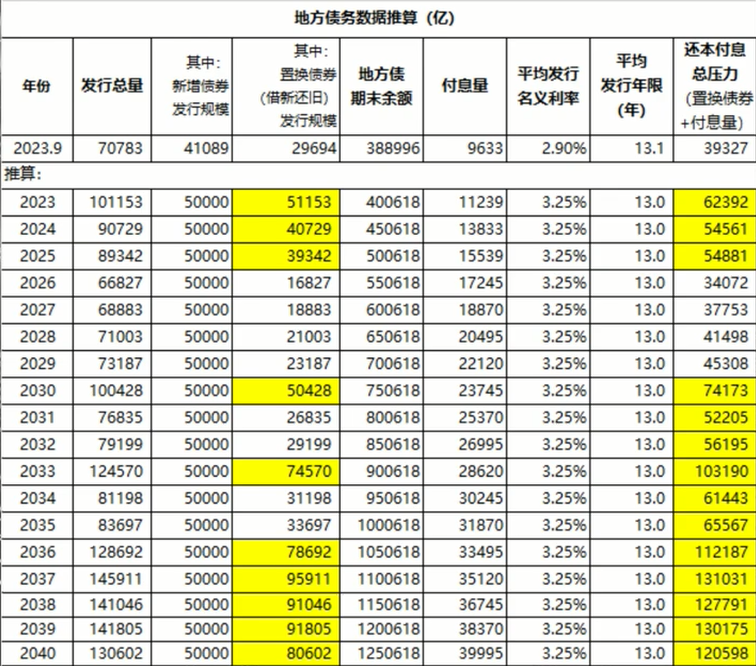 地方债务数据推算（亿）
年份 发行总量 其中：新增债券发行规模 其中：置换债券（借新还旧）发行规模 地方债期末余额 付息量 平均发行名义利率 平均发行年限（年） 还本付息总压力（置换债券+付息量）
2023.9 70783 41089 29694 388996 9633 2.90% 13.1 39327
推算：
2023 101153 50000 51153 400618 11239 3.25% 13.0 62392
2024 90729 50000 40729 450618 13833 3.25% 13.0 54561
2025 89342 50000 39342 500618 15539 3.25% 13.0 54881
2026 66827 50000 16827 550618 17245 3.25% 13.0 34072
2027 68883 50000 18883 600618 18870 3.25% 13.0 37753
2028 71003 50000 21003 650618 20495 3.25% 13.0 41498
2029 73187 50000 23187 700618 22120 3.25% 13.0 45308
2030 100428 50000 50428 750618 23745 3.25% 13.0 74173
2031 76835 50000 26835 800618 25370 3.25% 13.0 52205
2032 79199 50000 29199 850618 26995 3.25% 13.0 56195
2033 124570 50000 74570 900618 28620 3.25% 13.0 103190
2034 81198 50000 31198 950618 30245 3.25% 13.0 61443
2035 83697 50000 33697 1000618 31870 3.25% 13.0 65567
2036 128692 50000 78692 1050618 33495 3.25% 13.0 112187
2037 145911 50000 95911 1100618 35120 3.25% 13.0 131031
2038 141046 50000 91046 1150618 36745 3.25% 13.0 127791
2039 141805 50000 91805 1200618 38370 3.25% 13.0 130175
2040 130602 50000 80602 1250618 39995 3.25% 13.0 120598